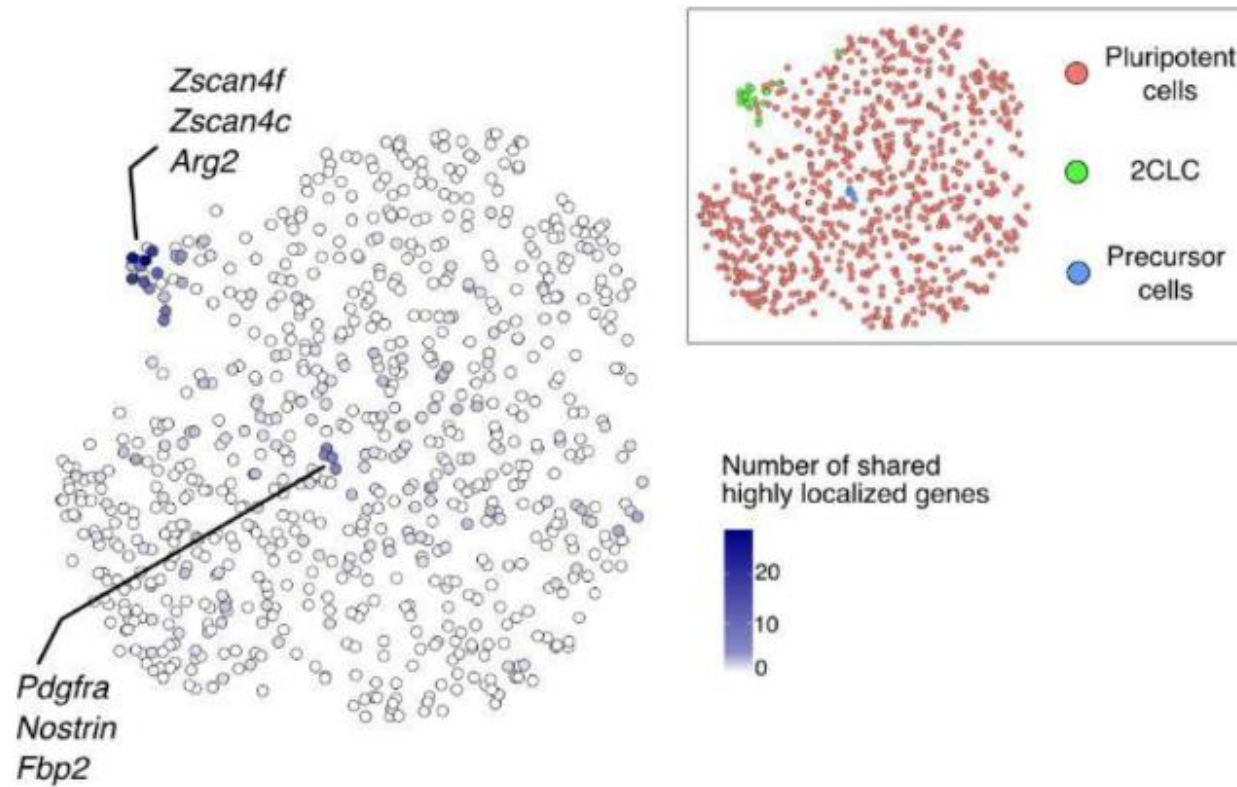 Zscan4f
Zscan4c
Arg2
Pluripotent
cells
2CLC
Precursor
cells
Number of shared
highly localized genes
20
10
0
Pdgfra
Nostrin
Fbp2